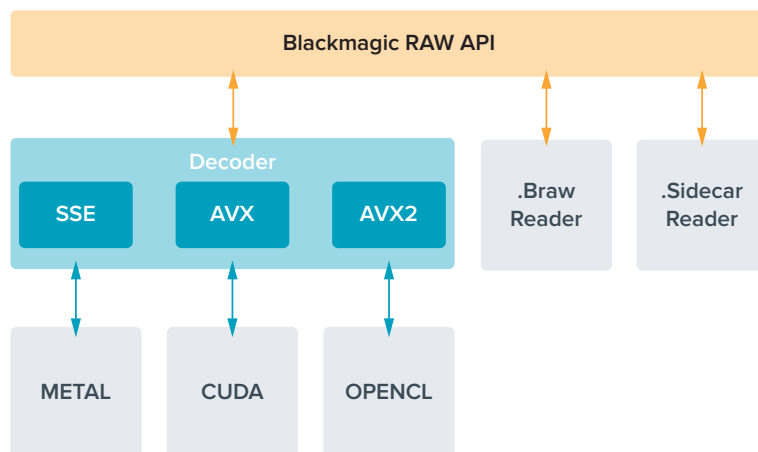 Blackmagic RAW API
Decoder
SSE
AVX
AVX2
.Braw
Reader
.Sidecar
Reader
METAL
CUDA
OPENCL